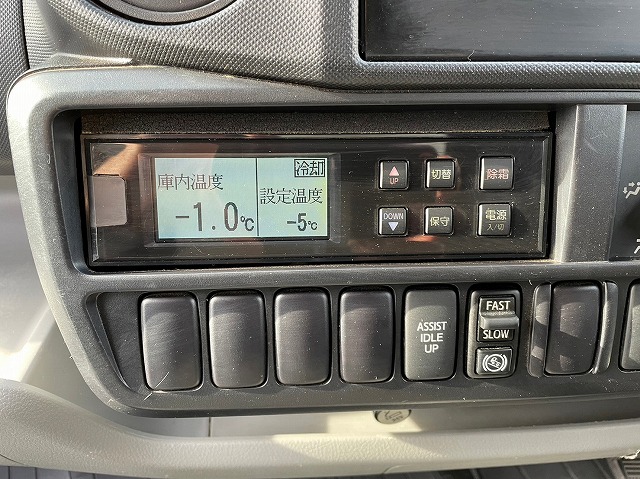 庫内温度
-1.0℃
冷却
設定温度
-5℃
UP
切替
除霜
DOWN
保守
電源
入/切
ASSIST
IDLE
UP
FAST
SLOW